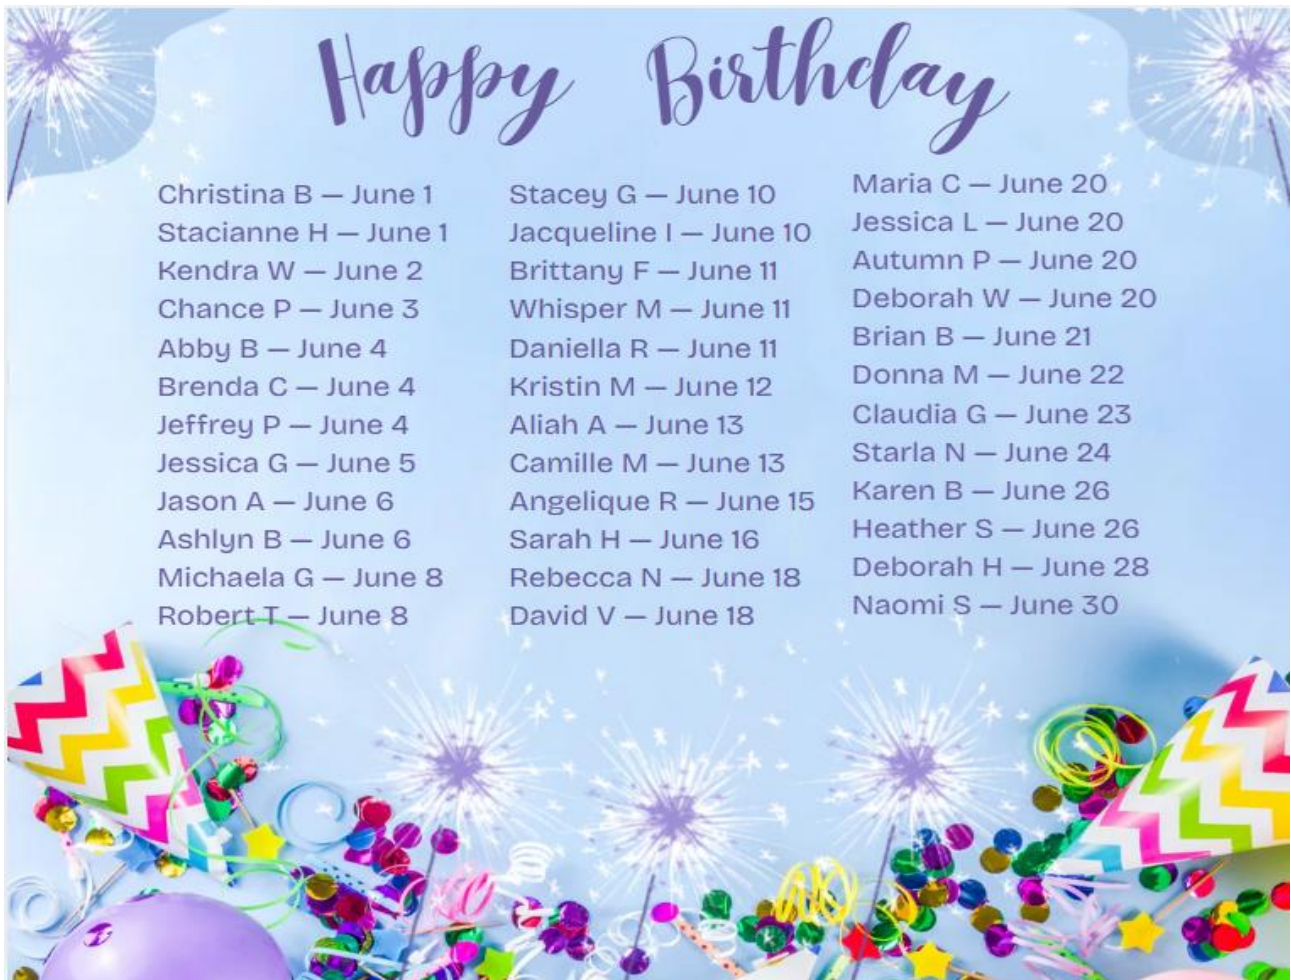 Happy Birthday
Christina B — June 1
Stacianne H — June 1
Kendra W — June 2
Chance P — June 3
Abby B — June 4
Brenda C — June 4
Jeffrey P — June 4
Jessica G — June 5
Jason A — June 6
Ashlyn B — June 6
Michaela G — June 8
Robert T — June 8
Stacey G — June 10
Jacqueline I — June 10
Brittany F — June 11
Whisper M — June 11
Daniella R — June 11
Kristin M — June 12
Aliah A — June 13
Camille M — June 13
Angelique R — June 15
Sarah H — June 16
Rebecca N — June 18
David V — June 18
Maria C — June 20
Jessica L — June 20
Autumn P — June 20
Deborah W — June 20
Brian B — June 21
Donna M — June 22
Claudia G — June 23
Starla N — June 24
Karen B — June 26
Heather S — June 26
Deborah H — June 28
Naomi S — June 30